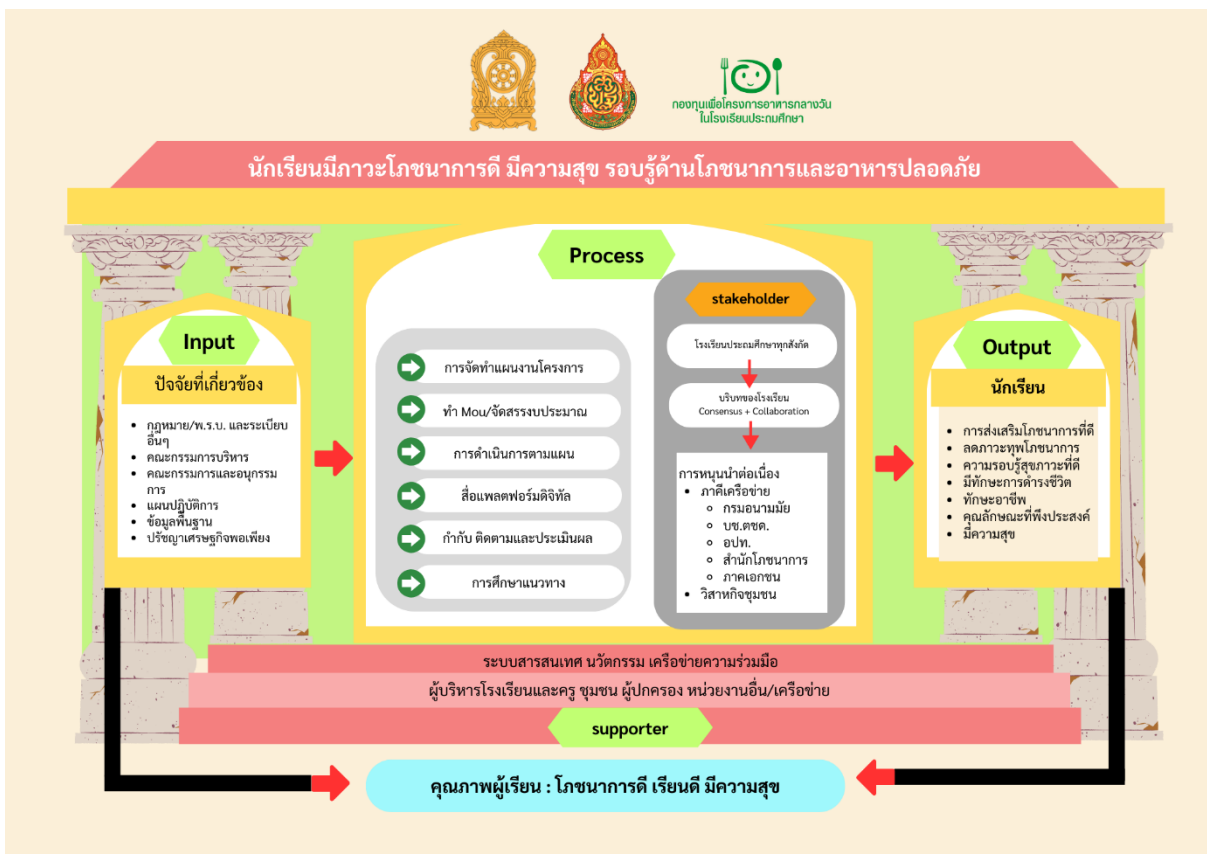 กองทุนเพื่อโครงการอาหารกลางวัน
ในโรงเรียนประถมศึกษา
นักเรียนมีภาวะโภชนาการดี มีความสุข รอบรู้ด้านโภชนาการและอาหารปลอดภัย
Input
ปัจจัยที่เกี่ยวข้อง
กฎหมาย/พ.ร.บ. และระเบียบ
อื่นๆ
คณะกรรมการบริหาร
คณะกรรมการและอนุกรรม
การ
แผนปฏิบัติการ
ข้อมูลพื้นฐาน
ปรัชญาเศรษฐกิจพอเพียง
Process
การจัดทำแผนงานโครงการ
ทำ Mou/จัดสรรงบประมาณ
การดำเนินการตามแผน
สื่อแพลตฟอร์มดิจิทัล
กำกับ ติดตามและประเมินผล
การศึกษาแนวทาง
stakeholder
โรงเรียนประถมศึกษาทุกสังกัด
บริบทของโรงเรียน
Consensus + Collaboration
การหนุนนำต่อเนื่อง
ภาคีเครือข่าย
กรมอนามมัย
บช.ตชด.
อปท.
สำนักโภชนาการ
ภาคเอกชน
วิสาหกิจชุมชน
Output
นักเรียน
การส่งเสริมโภชนาการที่ดี
ลดภาวะทุพโภชนาการ
ความรอบรู้สุขภาวะที่ดี
มีทักษะการดำรงชีวิต
ทักษะอาชีพ
คุณลักษณะที่พึงประสงค์
มีความสุข
ระบบสารสนเทศ นวัตกรรม เครือข่ายความร่วมมือ
ผู้บริหารโรงเรียนและครู ชุมชน ผู้ปกครอง หน่วยงานอื่น/เครือข่าย
supporter
คุณภาพผู้เรียน : โภชนาการดี เรียนดี มีความสุข